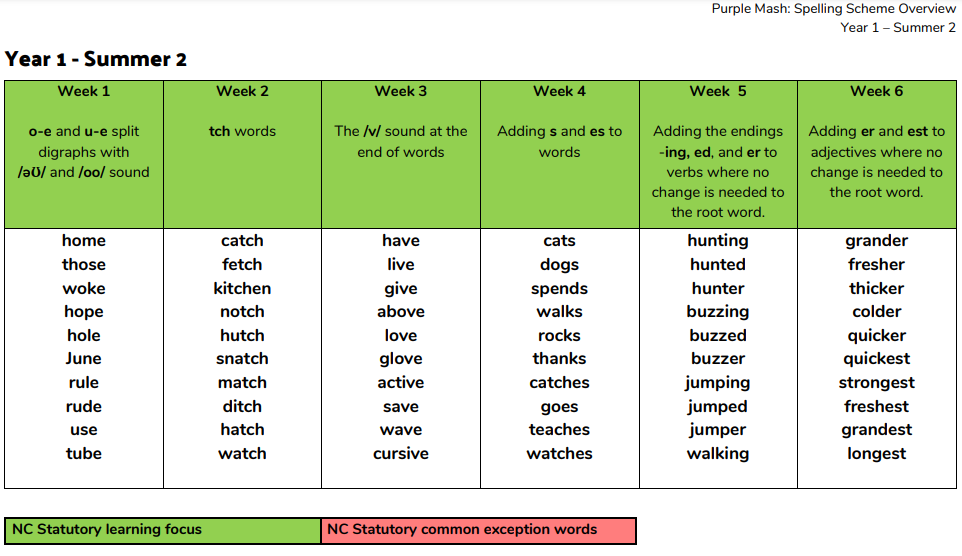 Purple Mash: Spelling Scheme Overview
Year 1 – Summer 2
Year 1 - Summer 2
Week 1
o-e and u-e split
digraphs with
/əʊ/ and /oo/ sound
Week 2
tch words
Week 3
The /v/ sound at the
end of words
Week 4
Adding s and es to
words
Week 5
Adding the endings
-ing, ed, and er to
verbs where no
change is needed to
the root word.
Week 6
Adding er and est to
adjectives where no
change is needed to
the root word.
home catch have cats hunting grander
those fetch live dogs hunted fresher
woke kitchen give spends hunter thicker
hope notch above walks buzzing colder
hole hutch love rocks buzzed quicker
June snatch glove thanks buzzer quickest
rule match active catches jumping strongest
rude ditch save goes jumped freshest
use hatch wave teaches jumper grandest
tube watch cursive watches walking longest
NC Statutory learning focus
NC Statutory common exception words